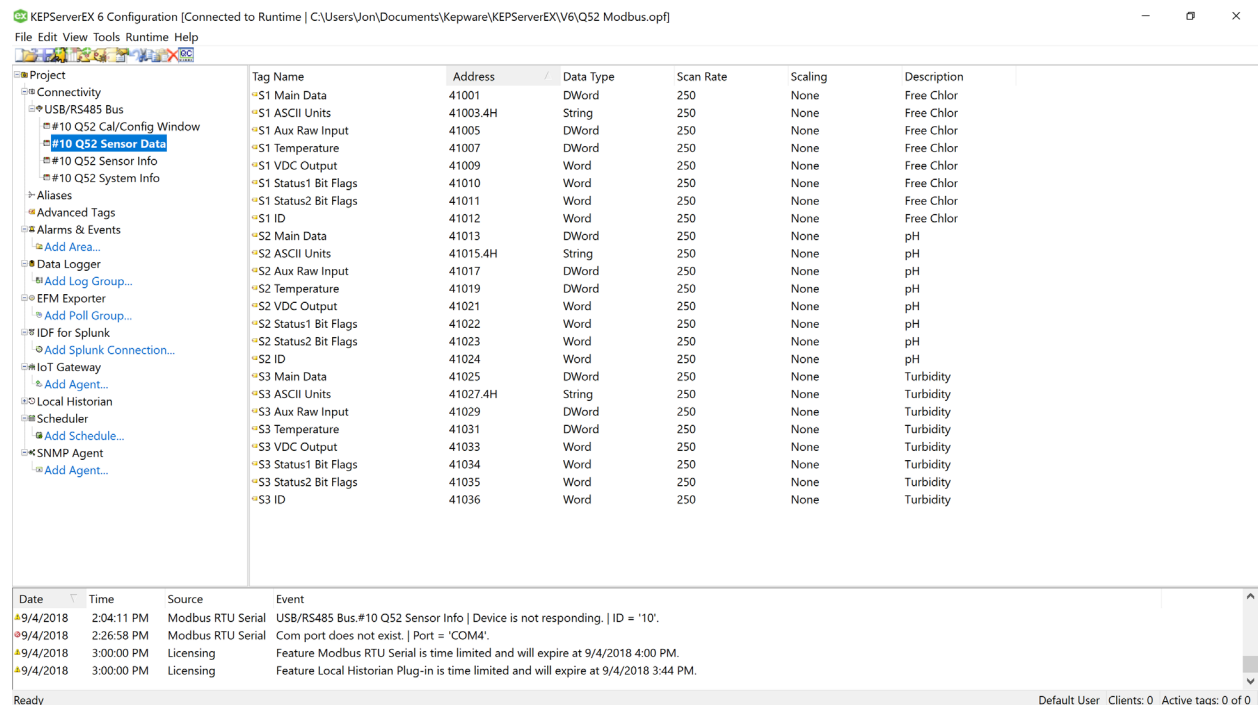 KEPServerEX 6 Configuration [Connected to Runtime | C:\Users\Jon\Documents\Kepware\KEPServerEX\V6\Q52 Modbus.opf]
File Edit View Tools Runtime Help
Project
Connectivity
USB/RS485 Bus
#10 Q52 Cal/Config Window
#10 Q52 Sensor Data
#10 Q52 Sensor Info
#10 Q52 System Info
Aliases
Advanced Tags
Alarms & Events
Add Area...
Data Logger
Add Log Group...
EFM Exporter
Add Poll Group...
IDF for Splunk
Add Splunk Connection...
IoT Gateway
Add Agent...
Local Historian
Scheduler
Add Schedule...
SNMP Agent
Add Agent...
Tag Name Address Data Type Scan Rate Scaling Description
S1 Main Data 41001 DWord 250 None Free Chlor
S1 ASCII Units 41003.4H String 250 None Free Chlor
S1 Aux Raw Input 41005 DWord 250 None Free Chlor
S1 Temperature 41007 DWord 250 None Free Chlor
S1 VDC Output 41009 Word 250 None Free Chlor
S1 Status1 Bit Flags 41010 Word 250 None Free Chlor
S1 Status2 Bit Flags 41011 Word 250 None Free Chlor
S1 ID 41012 Word 250 None Free Chlor
S2 Main Data 41013 DWord 250 None pH
S2 ASCII Units 41015.4H String 250 None pH
S2 Aux Raw Input 41017 DWord 250 None pH
S2 Temperature 41019 DWord 250 None pH
S2 VDC Output 41021 Word 250 None pH
S2 Status1 Bit Flags 41022 Word 250 None pH
S2 Status2 Bit Flags 41023 Word 250 None pH
S2 ID 41024 Word 250 None pH
S3 Main Data 41025 DWord 250 None Turbidity
S3 ASCII Units 41027.4H String 250 None Turbidity
S3 Aux Raw Input 41029 DWord 250 None Turbidity
S3 Temperature 41031 DWord 250 None Turbidity
S3 VDC Output 41033 Word 250 None Turbidity
S3 Status1 Bit Flags 41034 Word 250 None Turbidity
S3 Status2 Bit Flags 41035 Word 250 None Turbidity
S3 ID 41036 Word 250 None Turbidity
Date Time Source Event
9/4/2018 2:04:11 PM Modbus RTU Serial USB/RS485 Bus.#10 Q52 Sensor Info | Device is not responding. | ID = '10'.
9/4/2018 2:26:58 PM Modbus RTU Serial Com port does not exist. | Port = 'COM4'.
9/4/2018 3:00:00 PM Licensing Feature Modbus RTU Serial is time limited and will expire at 9/4/2018 4:00 PM.
9/4/2018 3:00:00 PM Licensing Feature Local Historian Plug-in is time limited and will expire at 9/4/2018 3:44 PM.
Ready Default User Clients: 0 Active tags: 0 of 0